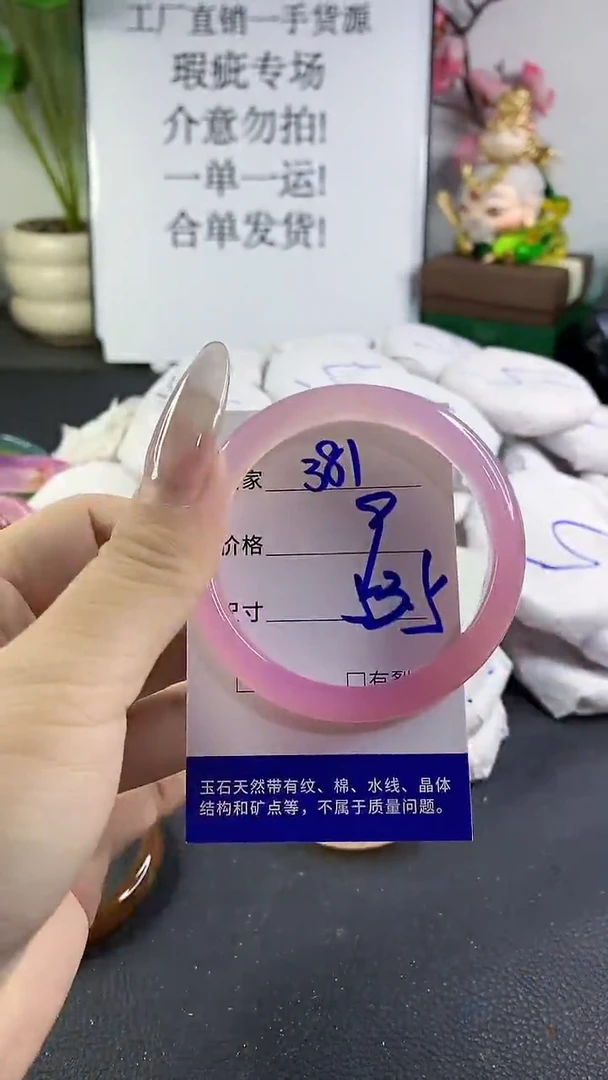 工厂直销一手货源
瑕疵专场
介意勿拍!
一单一运!
合单发货!
家 381
价格
尺寸 53.5
有裂
玉石天然带有纹、棉、水线、晶体
结构和矿点等，不属于质量问题。